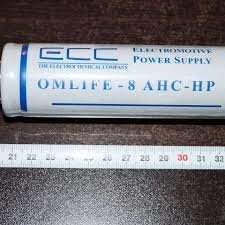 ECC
THE ELECTROCHEMICAL COMPANY
ELECTROMOTIVE
POWER SUPPLY
OMLIFE - 8 AHC-HP
21 22 23 24 25 26 27 28 29 30 31 32